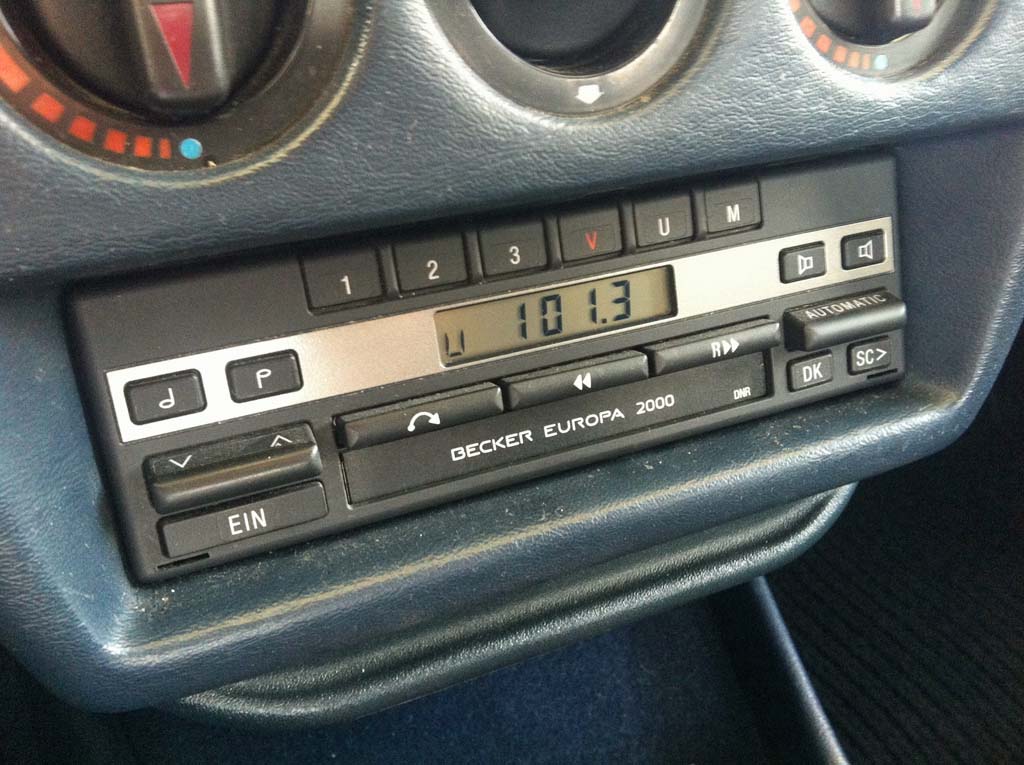 1 2 3 V U M
U 101.3
P
AUTOMATIC
R
DK SC>
BECKER EUROPA 2000 DNR
EIN